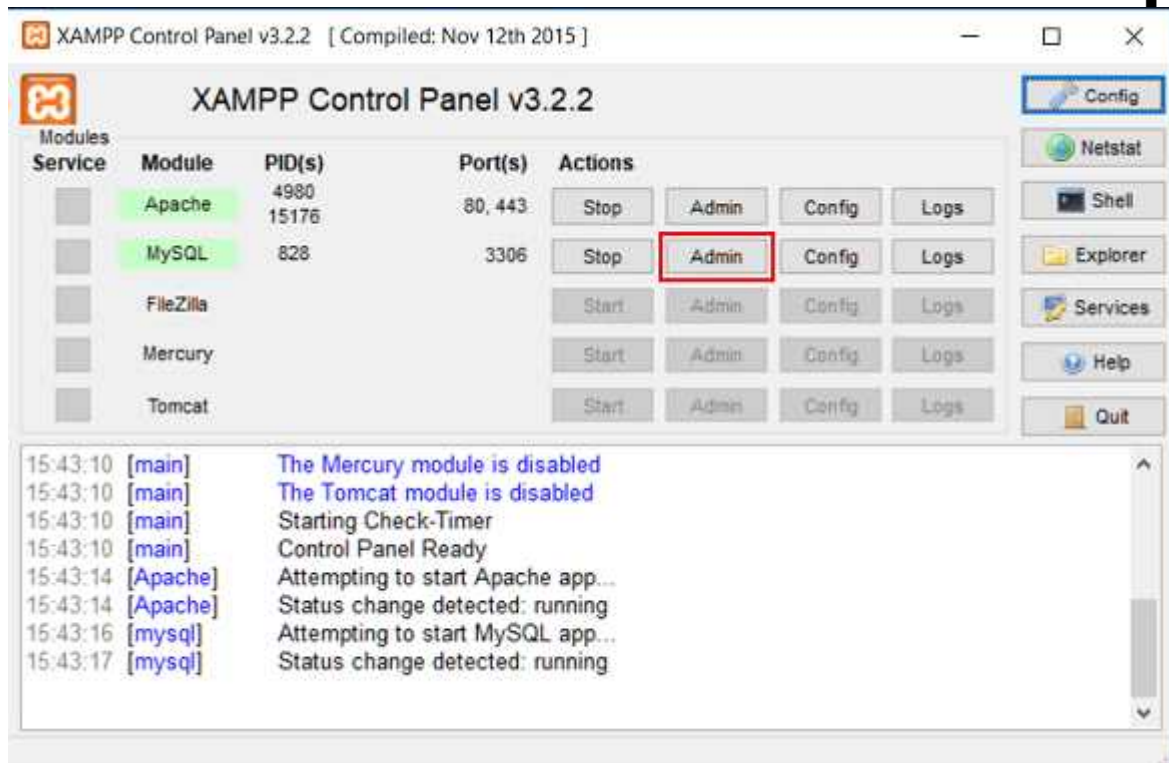 XAMPP Control Panel v3.2.2 [ Compiled: Nov 12th 2015 ]
XAMPP Control Panel v3.2.2
Config
Netstat
Shell
Explorer
Services
Help
Quit
Modules
Service Module PID(s) Port(s) Actions
Apache 4980 15176 80, 443 Stop Admin Config Logs
MySQL 828 3306 Stop Admin Config Logs
FileZilla Start Admin Config Logs
Mercury Start Admin Config Logs
Tomcat Start Admin Config Logs
15:43:10 [main] The Mercury module is disabled
15:43:10 [main] The Tomcat module is disabled
15:43:10 [main] Starting Check-Timer
15:43:10 [main] Control Panel Ready
15:43:14 [Apache] Attempting to start Apache app...
15:43:14 [Apache] Status change detected: running
15:43:16 [mysql] Attempting to start MySQL app...
15:43:17 [mysql] Status change detected: running